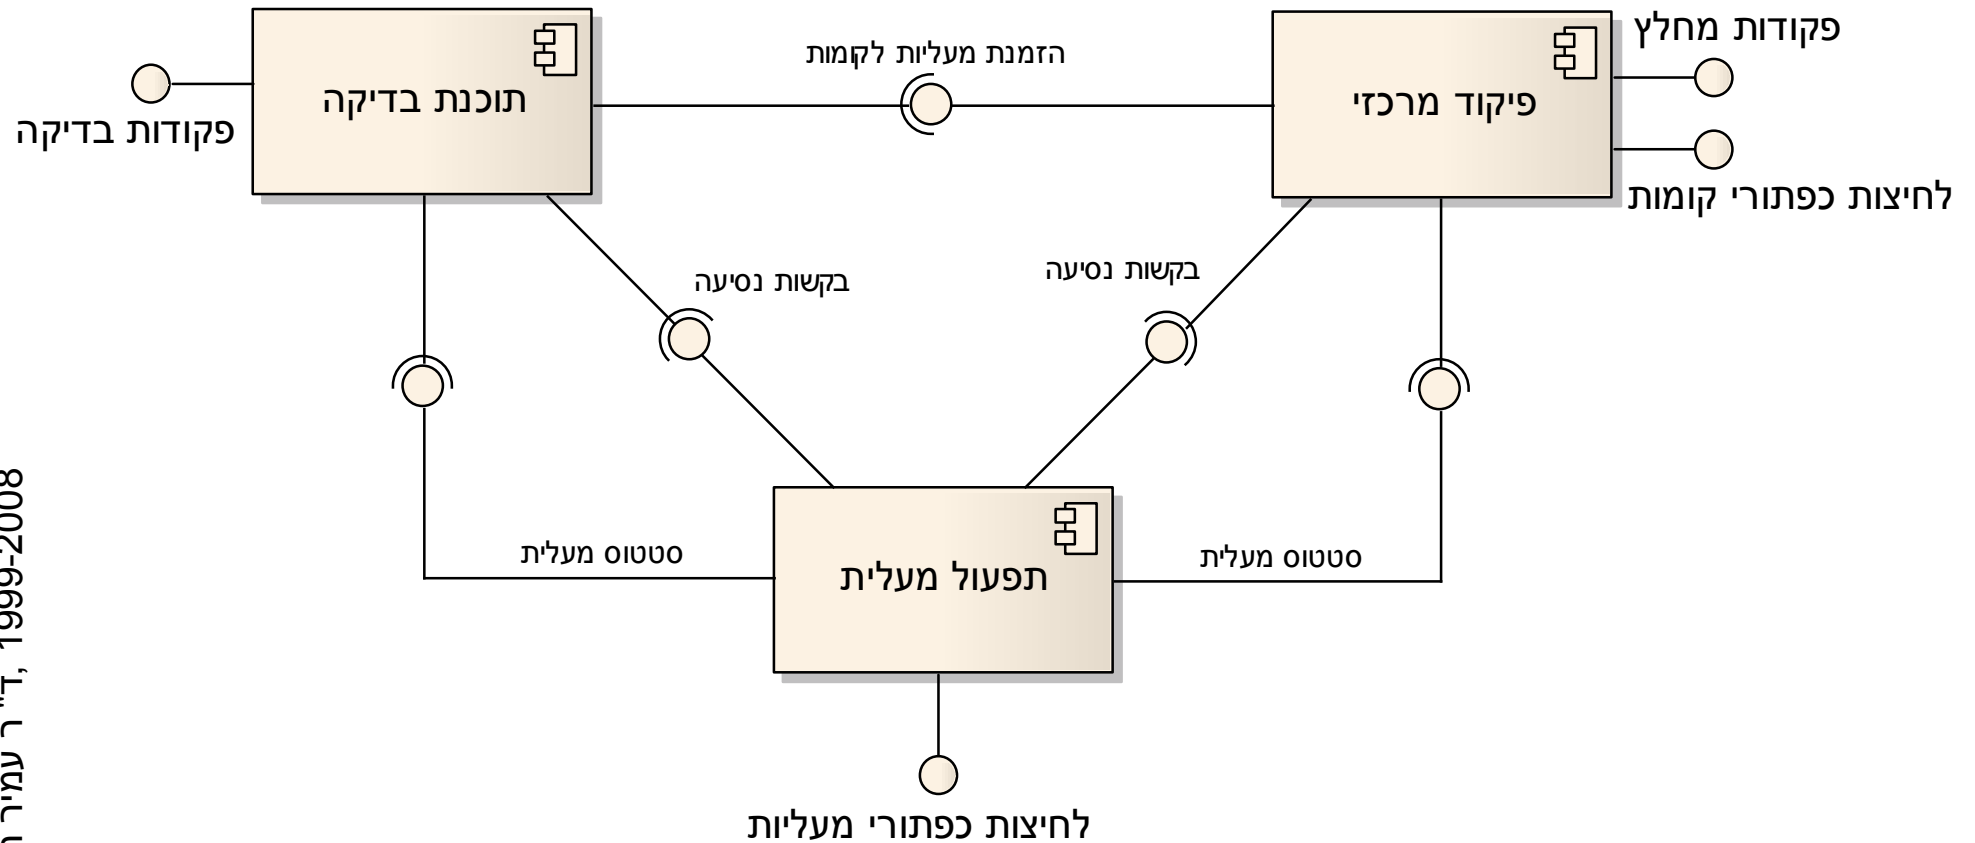 פקודות מחלץ
הזמנת מעליות לקומות
פיקוד מרכזי
תוכנת בדיקה
פקודות בדיקה
לחיצות כפתורי קומות
בקשות נסיעה
בקשות נסיעה
סטטוס מעלית
סטטוס מעלית
תפעול מעלית
לחיצות כפתורי מעליות
ד"ר עמיר
1999-2008